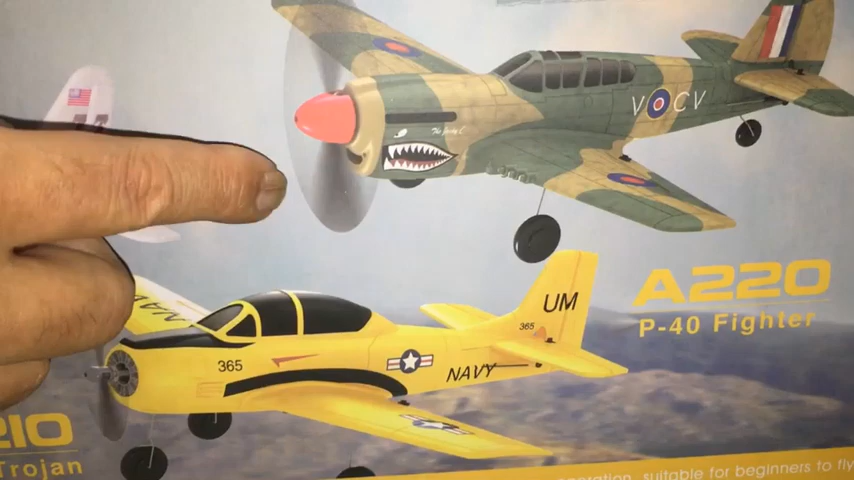 V CV
A220
P-40 Fighter
UM
365
365
NAVY
210
Trojan
suitable for beginners to fly